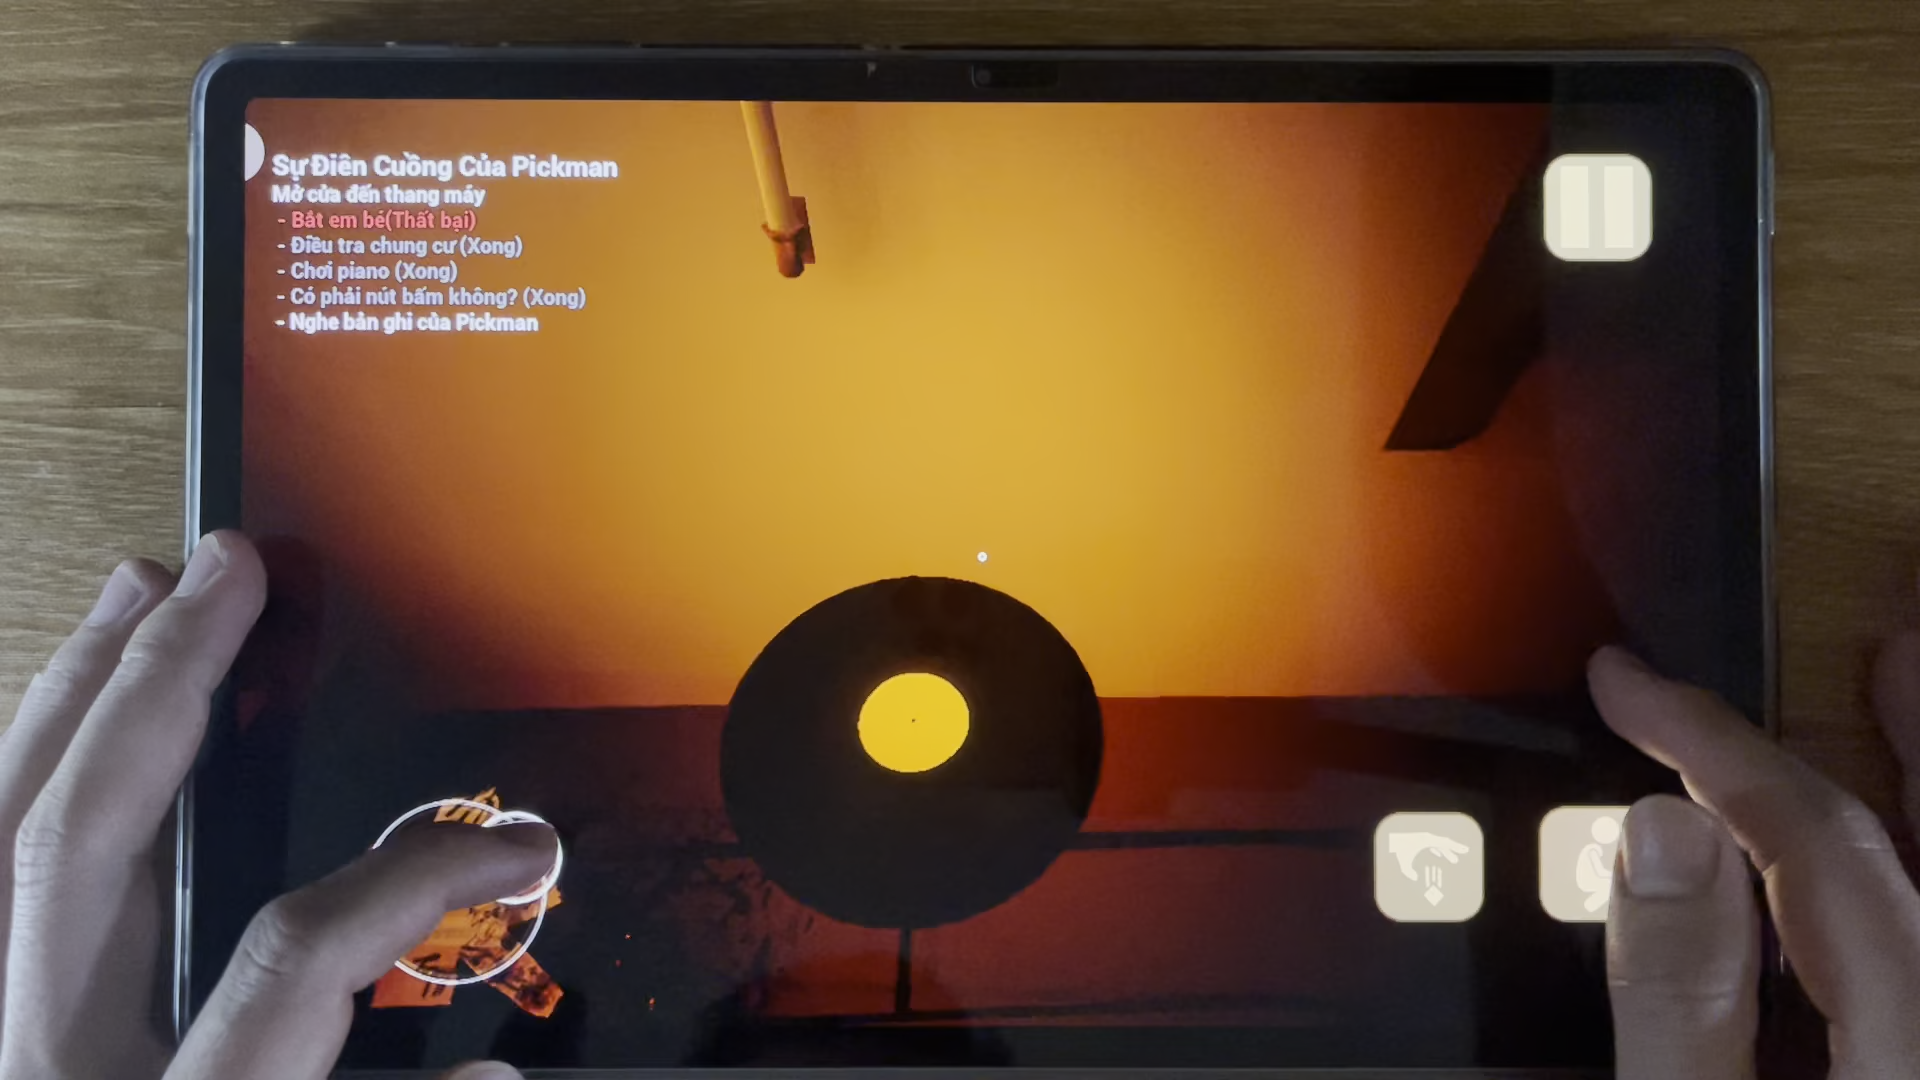 Sự Điên Cuồng Của Pickman
Mở cửa đến thang máy
- Bắt em bé(Thất bại)
- Điều tra chung cư (Xong)
- Chơi piano (Xong)
- Có phải nút bấm không? (Xong)
- Nghe bản ghi của Pickman